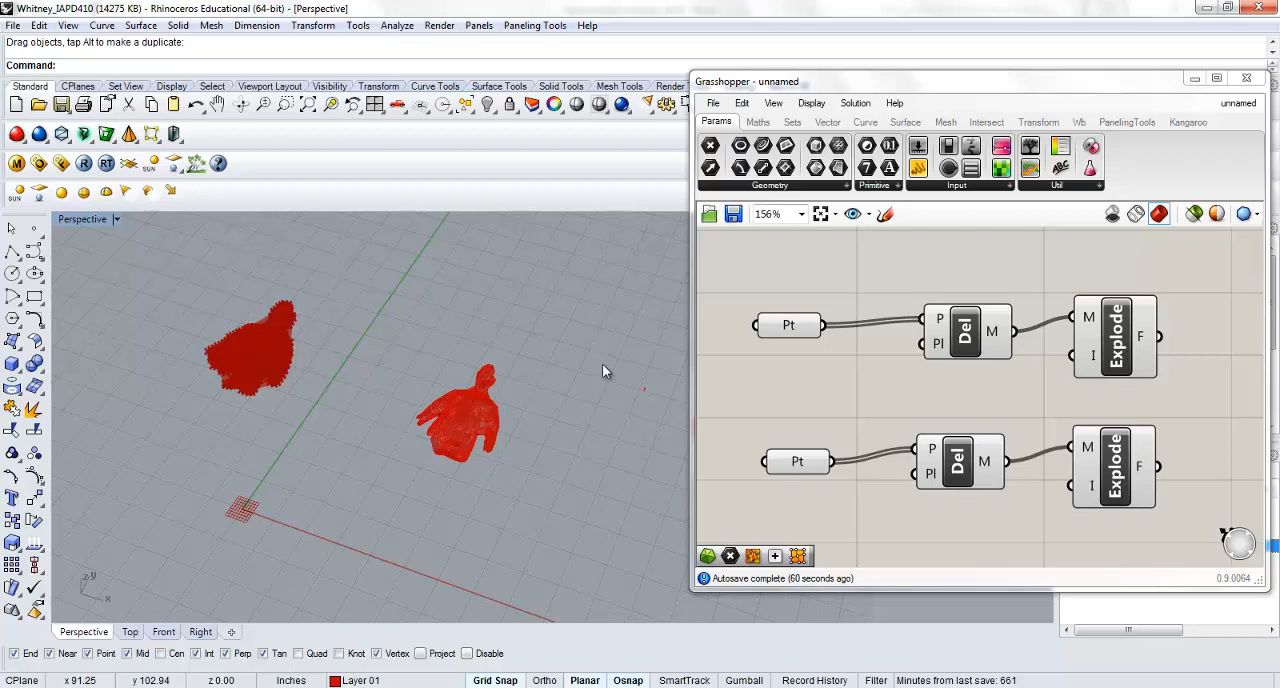 Whitney_IAPD410 (14275 KB) - Rhinoceros Educational (64-bit) - [Perspective]
File Edit View Curve Surface Solid Mesh Dimension Transform Tools Analyze Render Panels Paneling Tools Help
Drag objects, tap Alt to make a duplicate:
Command:
Standard CPlanes Set View Display Select Viewport Layout Visibility Transform Curve Tools Surface Tools Solid Tools Mesh Tools Render
M R RT SUN
SUN
Perspective
Grasshopper - unnamed
File Edit View Display Solution Help unnamed
Params Maths Sets Vector Curve Surface Mesh Intersect Transform Wb PanelingTools Kangaroo
Geometry Primitive Input Util
156%
Pt P Pl Del M M I Explode F
Pt P Pl Del M M I Explode F
Autosave complete (60 seconds ago) 0.9.0064
z y x
Perspective Top Front Right
End Near Point Mid Cen Int Perp Tan Quad Knot Vertex Project Disable
x 91.25 y 102.94 z 0.00 Inches Layer 01 Grid Snap Ortho Planar Osnap SmartTrack Gumball Record History Filter Minutes from last save: 661